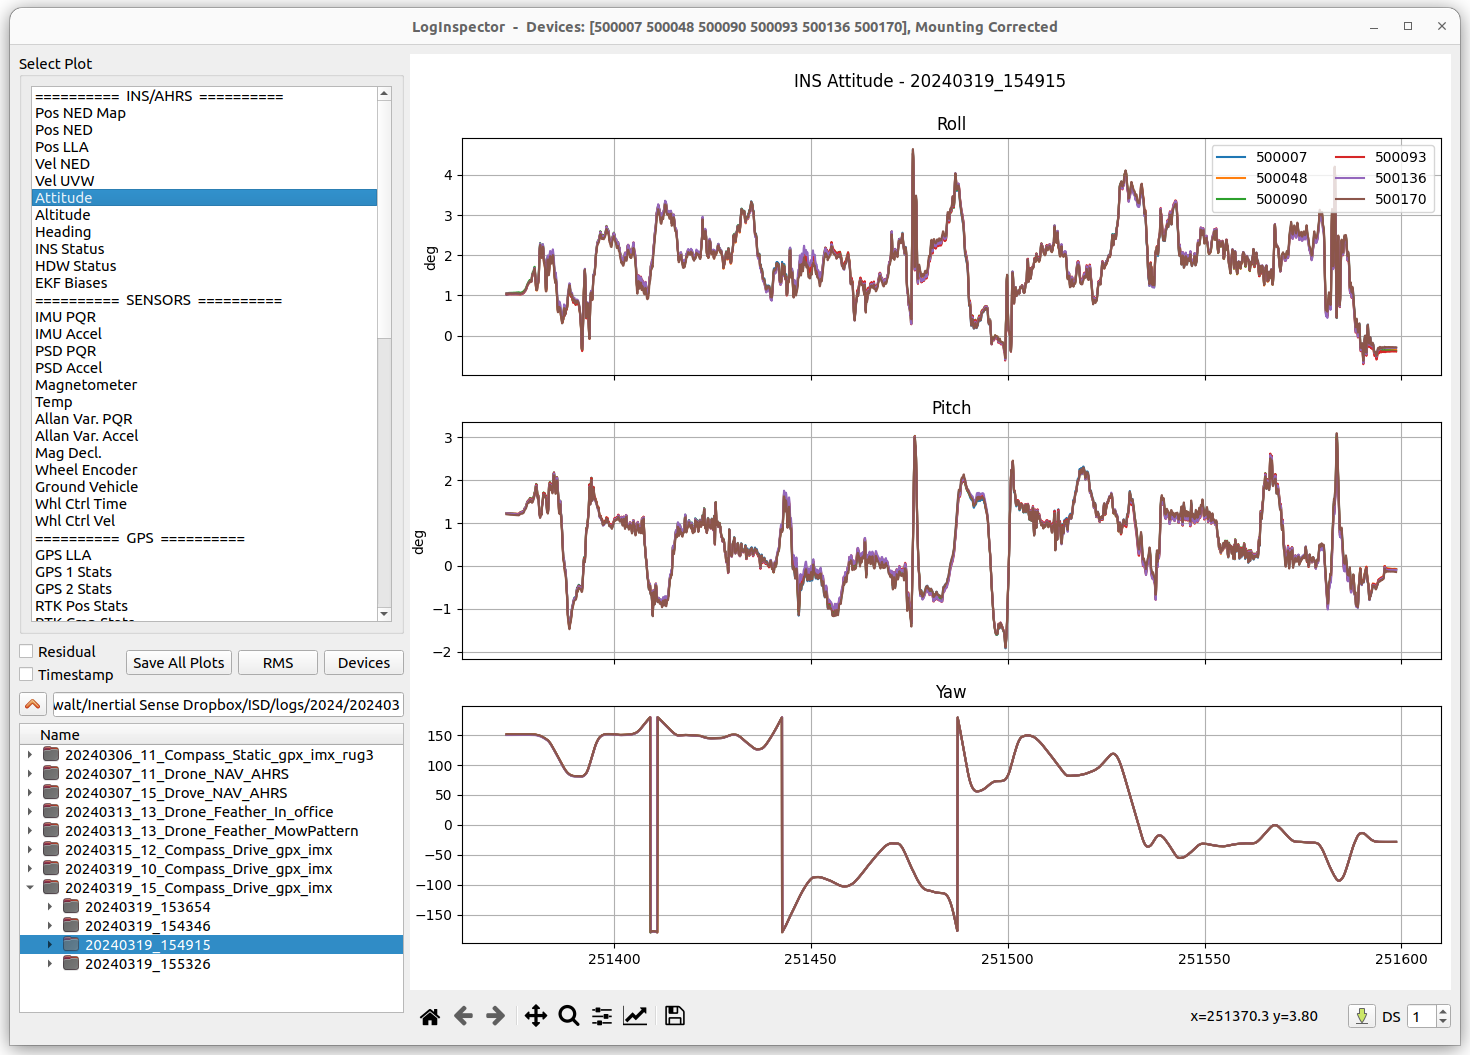 LogInspector - Devices: [500007 500048 500090 500093 500136 500170], Mounting Corrected
Select Plot
========== INS/AHRS ==========
Pos NED Map
Pos NED
Pos LLA
Vel NED
Vel UVW
Attitude
Altitude
Heading
INS Status
HDW Status
EKF Biases
========== SENSORS ==========
IMU PQR
IMU Accel
PSD PQR
PSD Accel
Magnetometer
Temp
Allan Var. PQR
Allan Var. Accel
Mag Decl.
Wheel Encoder
Ground Vehicle
Whl Ctrl Time
Whl Ctrl Vel
========== GPS ==========
GPS LLA
GPS 1 Stats
GPS 2 Stats
RTK Pos Stats
RTK Cmp Stats
Residual
Timestamp
Save All Plots
RMS
Devices
walt/Inertial Sense Dropbox/ISD/logs/2024/202403
Name
20240306_11_Compass_Static_gpx_imx_rug3
20240307_11_Drone_NAV_AHRS
20240307_15_Drove_NAV_AHRS
20240313_13_Drone_Feather_In_office
20240313_13_Drone_Feather_MowPattern
20240315_12_Compass_Drive_gpx_imx
20240319_10_Compass_Drive_gpx_imx
20240319_15_Compass_Drive_gpx_imx
20240319_153654
20240319_154346
20240319_154915
20240319_155326
INS Attitude - 20240319_154915
Roll
500007 500093
500048 500136
500090 500170
deg
4
3
2
1
0
Pitch
deg
3
2
1
0
−1
−2
Yaw
150
100
50
0
−50
−100
−150
251400 251450 251500 251550 251600
x=251370.3 y=3.80
DS 1